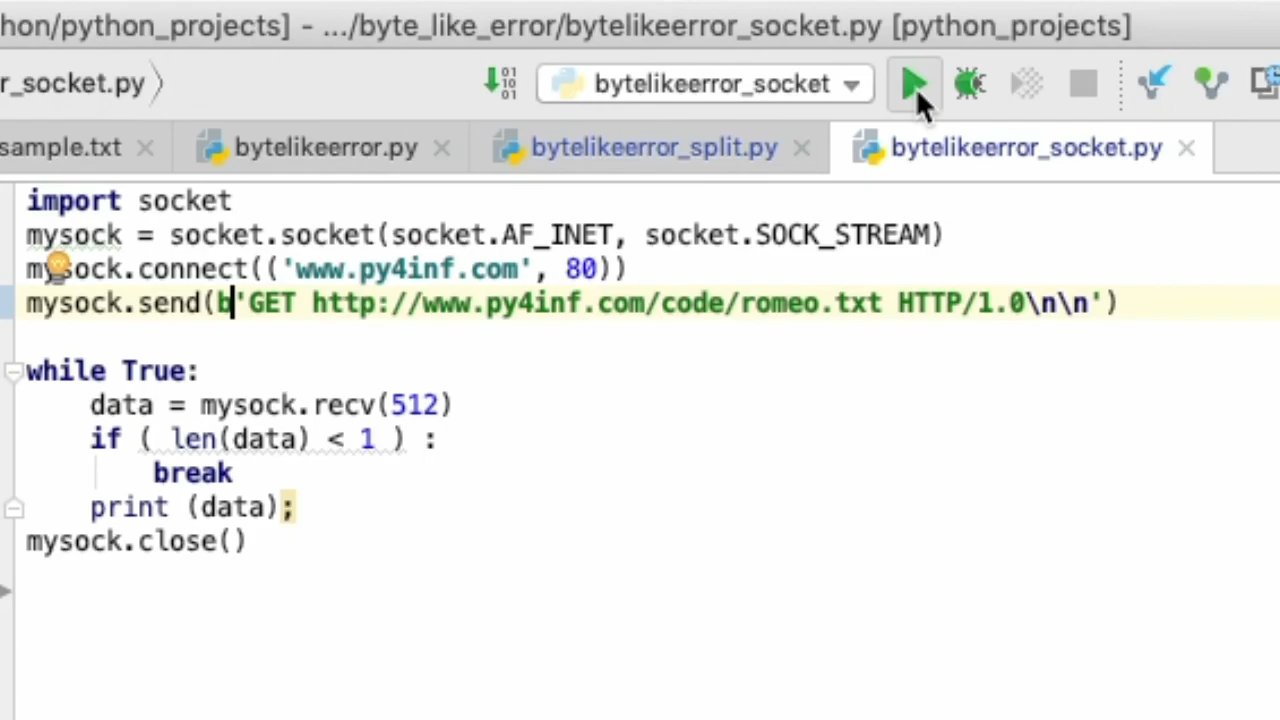 hon/python_projects] - .../byte_like_error/bytelikeerror_socket.py [python_projects]
r_socket.py
bytelikeerror_socket
sample.txt bytelikeerror.py bytelikeerror_split.py bytelikeerror_socket.py
import socket
mysock = socket.socket(socket.AF_INET, socket.SOCK_STREAM)
mysock.connect(('www.py4inf.com', 80))
mysock.send(b'GET http://www.py4inf.com/code/romeo.txt HTTP/1.0\n\n')
while True:
    data = mysock.recv(512)
    if ( len(data) < 1 ) :
        break
    print (data);
mysock.close()